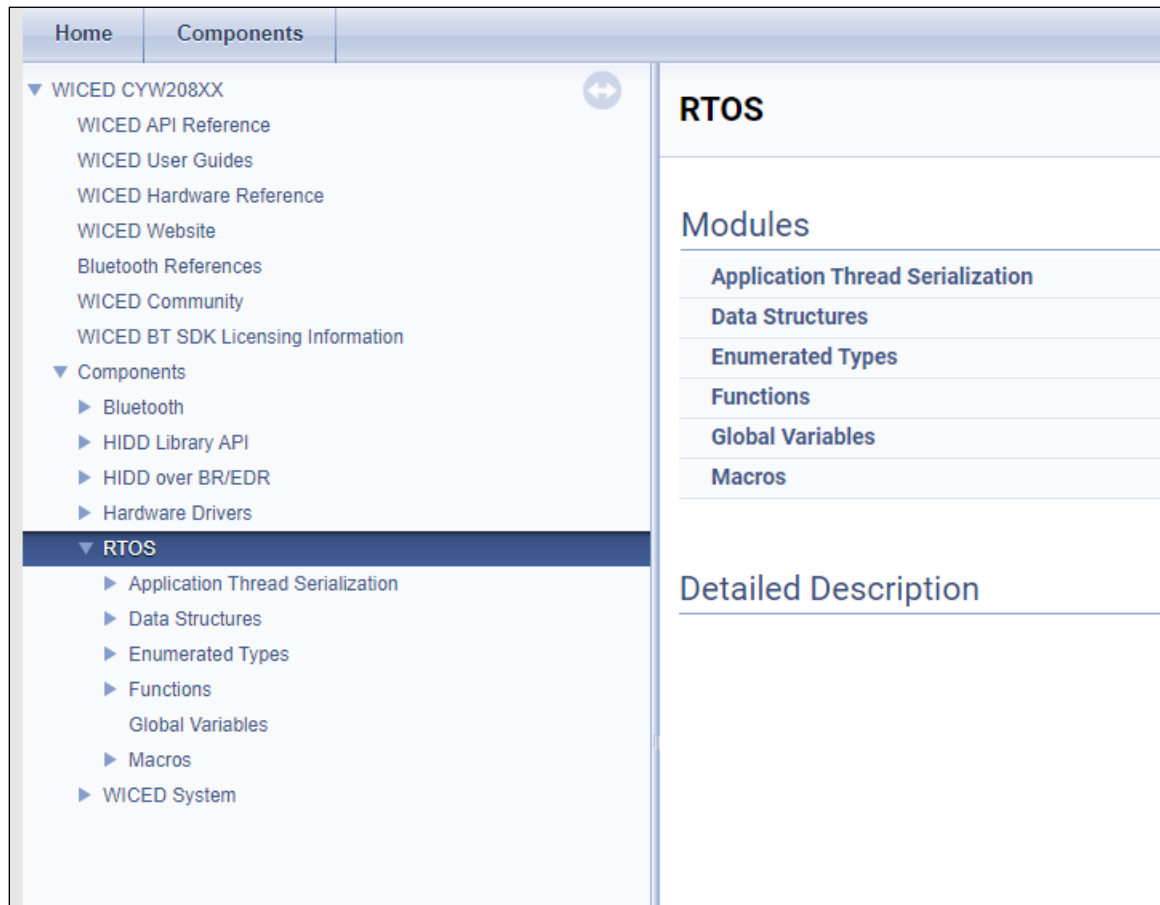 Home Components
WICED CYW208XX
WICED API Reference
WICED User Guides
WICED Hardware Reference
WICED Website
Bluetooth References
WICED Community
WICED BT SDK Licensing Information
Components
Bluetooth
HIDD Library API
HIDD over BR/EDR
Hardware Drivers
RTOS
Application Thread Serialization
Data Structures
Enumerated Types
Functions
Global Variables
Macros
WICED System
RTOS
Modules
Application Thread Serialization
Data Structures
Enumerated Types
Functions
Global Variables
Macros
Detailed Description